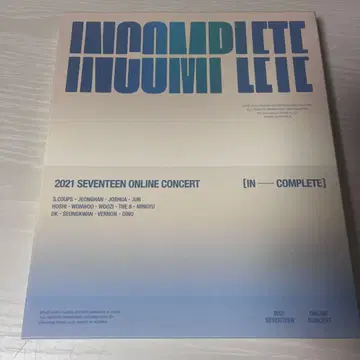 INCOMPLETE
INCOMPLETE
2021 SEVENTEEN ONLINE CONCERT [IN——COMPLETE]
S.COUPS · JEONGHAN · JOSHUA · JUN
HOSHI · WONWOO · WOOZI · THE 8 · MINGYU
DK · SEUNGKWAN · VERNON · DINO
2021 ONLINE
SEVENTEEN CONCERT